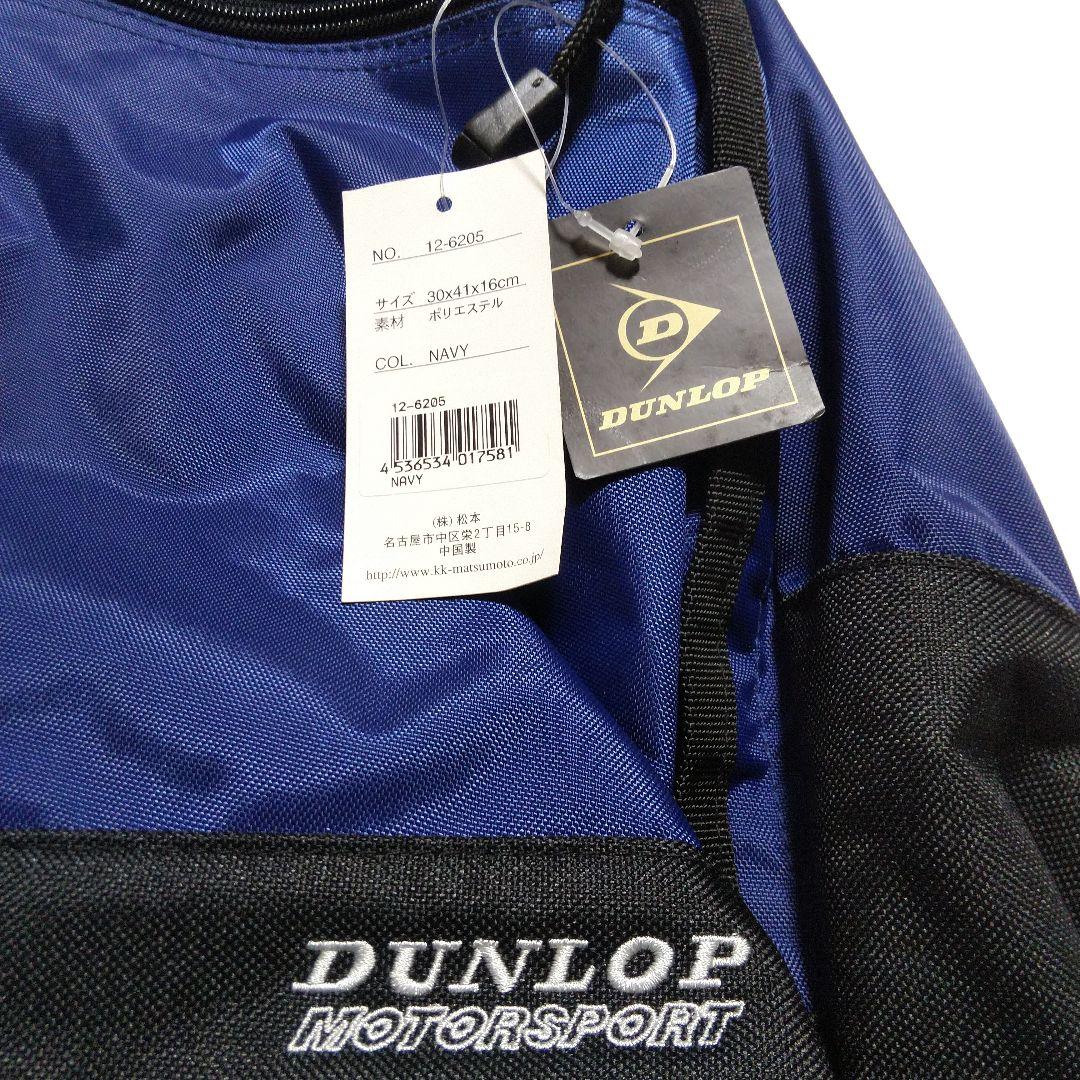 NO. 12-6205
サイズ 30x41x16cm
素材 ポリエステル
COL. NAVY
12-6205
4 536534 017581
NAVY
(株)松本
名古屋市中区栄2丁目15-8
中国製
http://www.kk-matsumoto.co.jp/
D
DUNLOP
DUNLOP
MOTORSPORT